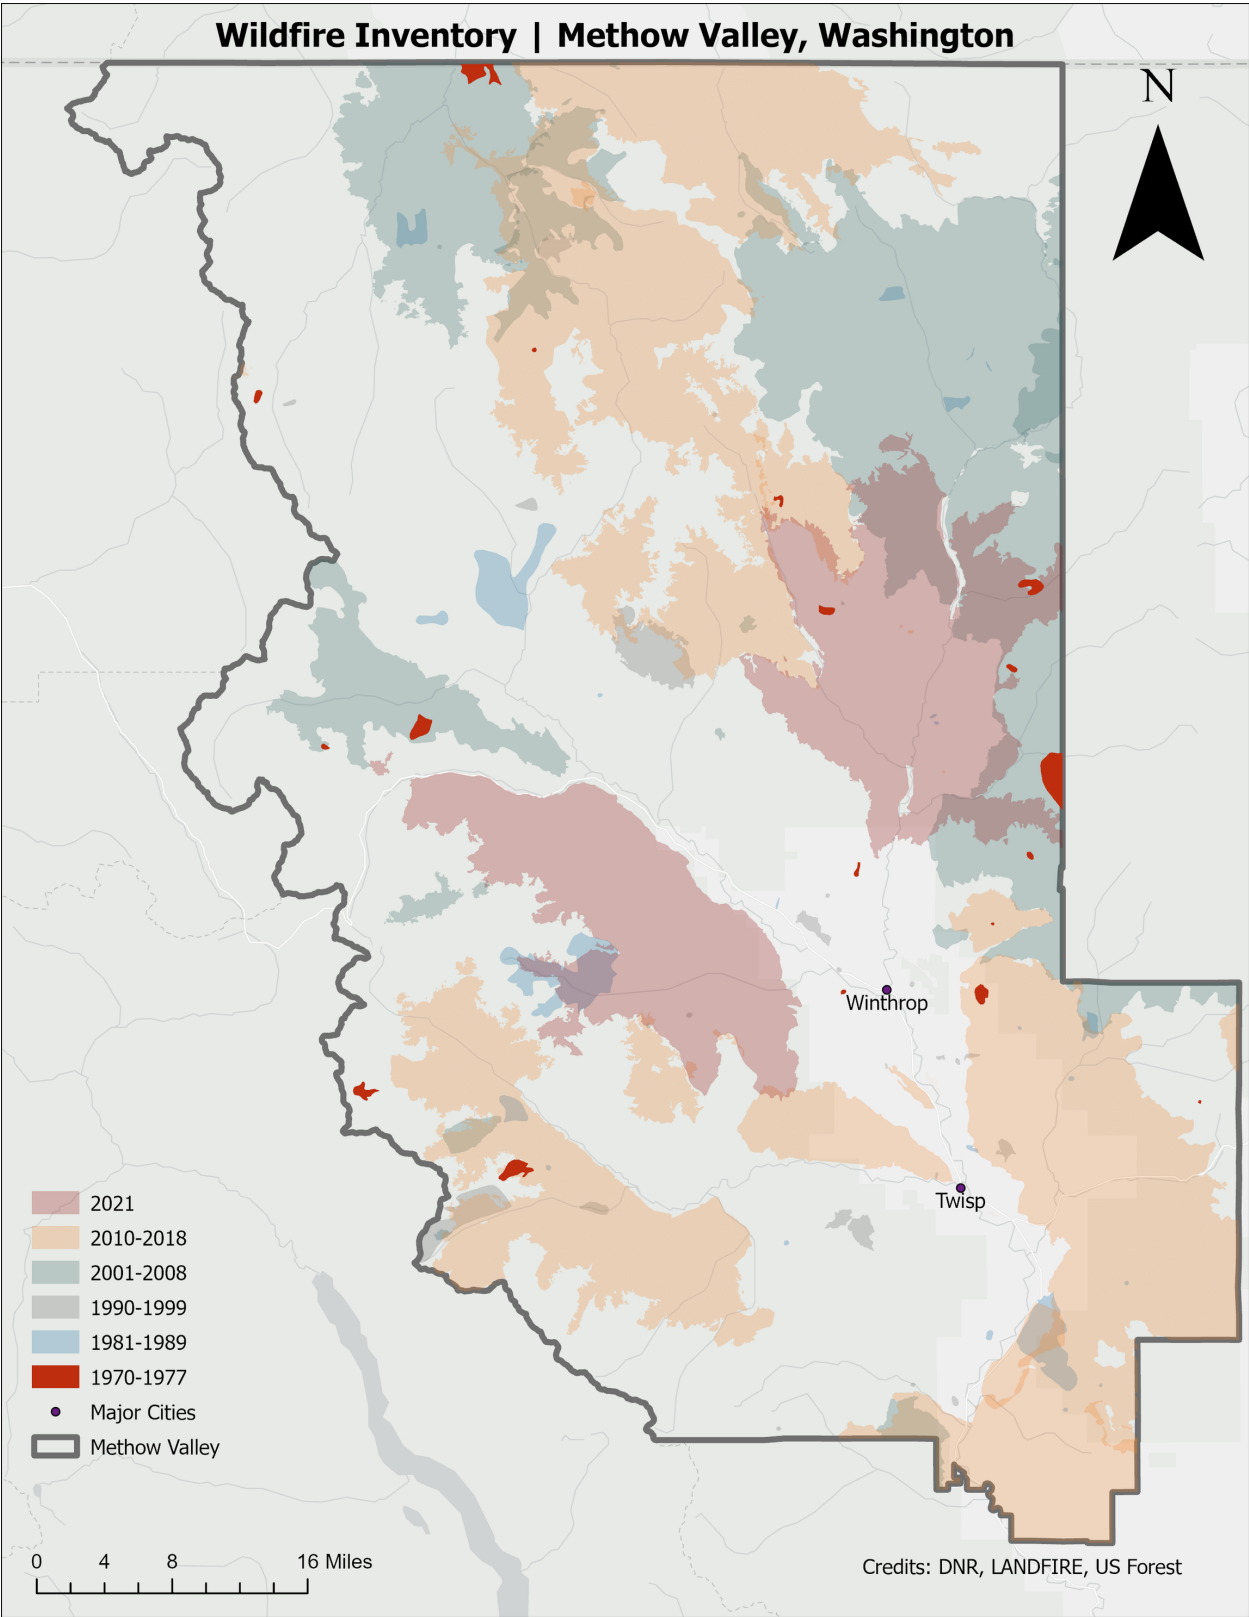 Wildfire Inventory | Methow Valley, Washington
N
Winthrop
Twisp
2021
2010-2018
2001-2008
1990-1999
1981-1989
1970-1977
Major Cities
Methow Valley
0 4 8 16 Miles
Credits: DNR, LANDFIRE, US Forest